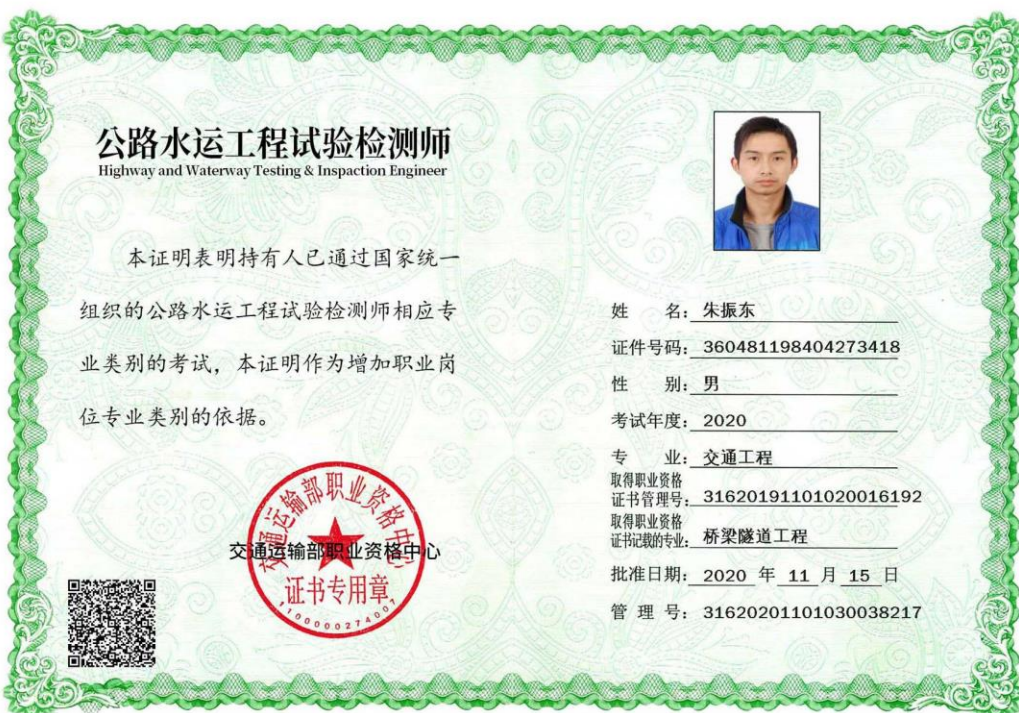 公路水运工程试验检测师
Highway and Waterway Testing & Inspaction Engineer
本证明表明持有人已通过国家统一
组织的公路水运工程试验检测师相应专
业类别的考试，本证明作为增加职业岗
位专业类别的依据。
交通运输部职业资格中心
交通运输部职业资格中心
证书专用章
1100000274007
姓 名：朱振东
证件号码：360481198404273418
性 别：男
考试年度：2020
专 业：交通工程
取得职业资格
证书管理号：31620191101020016192
取得职业资格
证书记载的专业：桥梁隧道工程
批准日期：2020 年 11 月 15 日
管 理 号：31620201101030038217